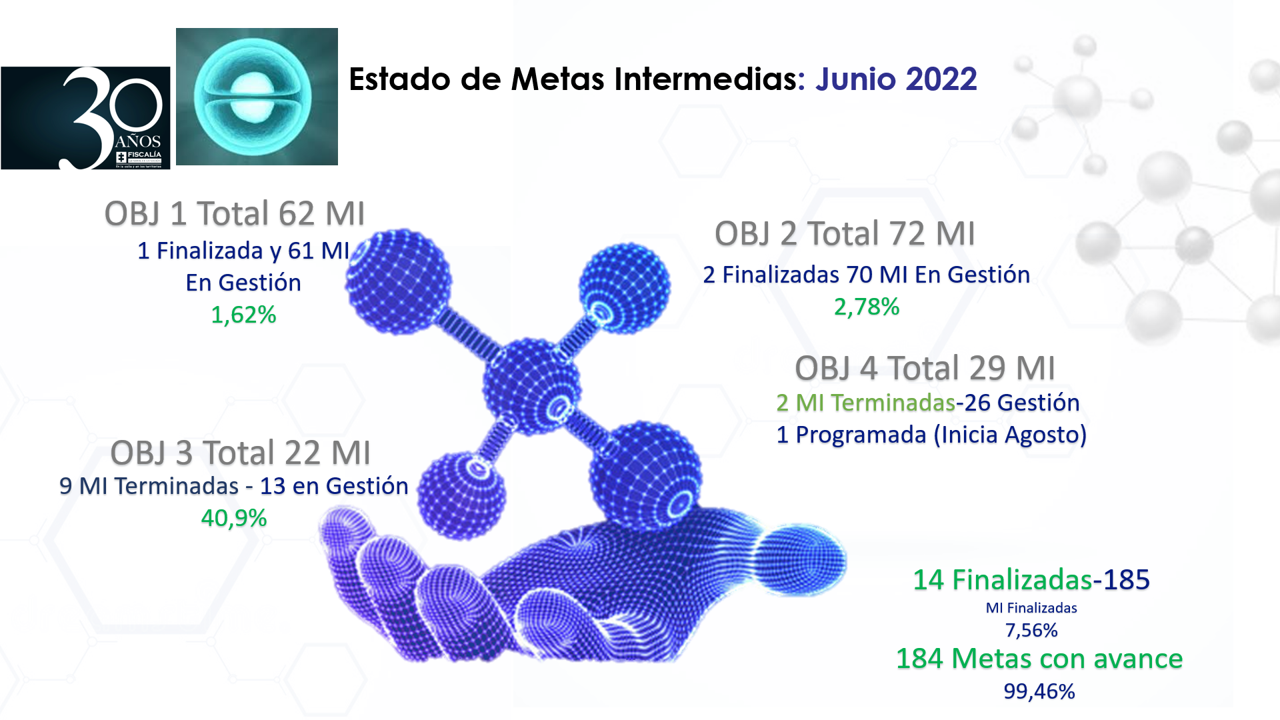 Estado de Metas Intermedias: Junio 2022
30
AÑOS
FISCALÍA
OBJ 1 Total 62 MI
1 Finalizada y 61 MI
En Gestión
1,62%
OBJ 2 Total 72 MI
2 Finalizadas 70 MI En Gestión
2,78%
OBJ 4 Total 29 MI
2 MI Terminadas-26 Gestión
1 Programada (Inicia Agosto)
OBJ 3 Total 22 MI
9 MI Terminadas - 13 en Gestión
40,9%
14 Finalizadas-185
MI Finalizadas
7,56%
184 Metas con avance
99,46%